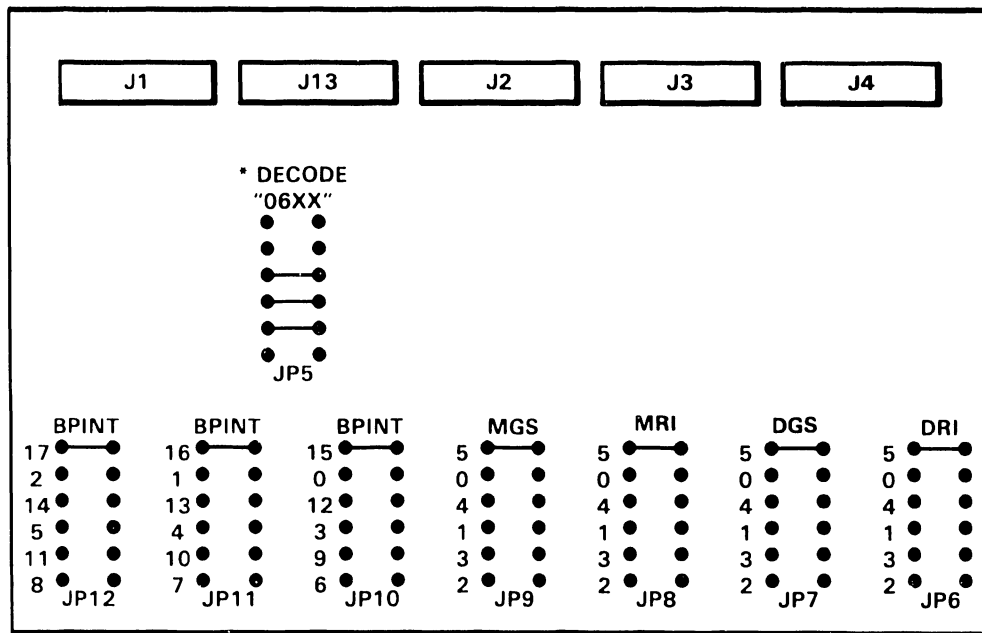 J1 J13 J2 J3 J4
* DECODE
"06XX"
JP5
BPINT BPINT BPINT MGS MRI DGS DRI
17 16 15 5 5 5 5
2 1 0 0 0 0 0
14 13 12 4 4 4 4
5 4 3 1 1 1 1
11 10 9 3 3 3 3
8 7 6 2 2 2 2
JP12 JP11 JP10 JP9 JP8 JP7 JP6